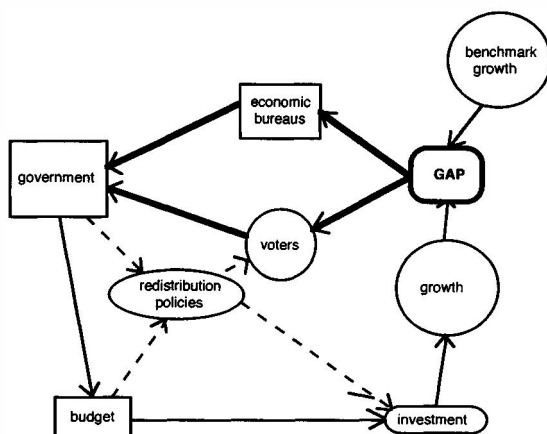 benchmark
growth
economic
bureaus
government
GAP
voters
redistribution
policies
growth
budget
investment